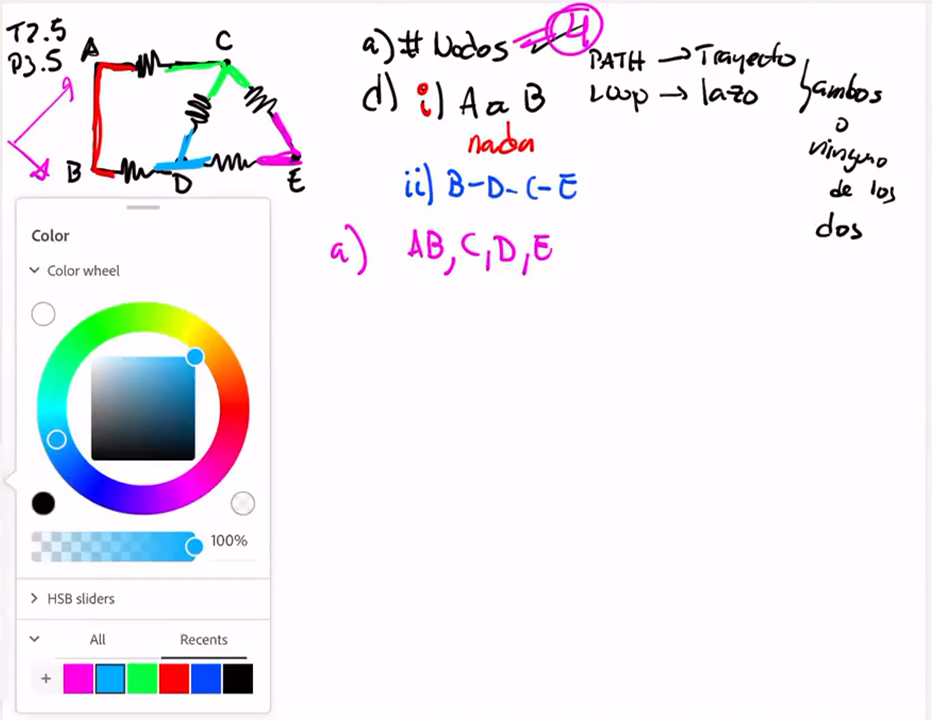 T2.5
P3.5
A
C
B
D
E
a) # Nodos 4
d) i) A a B
nada
ii) B-D-C-E
a) AB, C, D, E
PATH → Trayecto
Loop → lazo
ambos
o
ninguno
de los
dos
Color
Color wheel
100%
HSB sliders
All
Recents
+